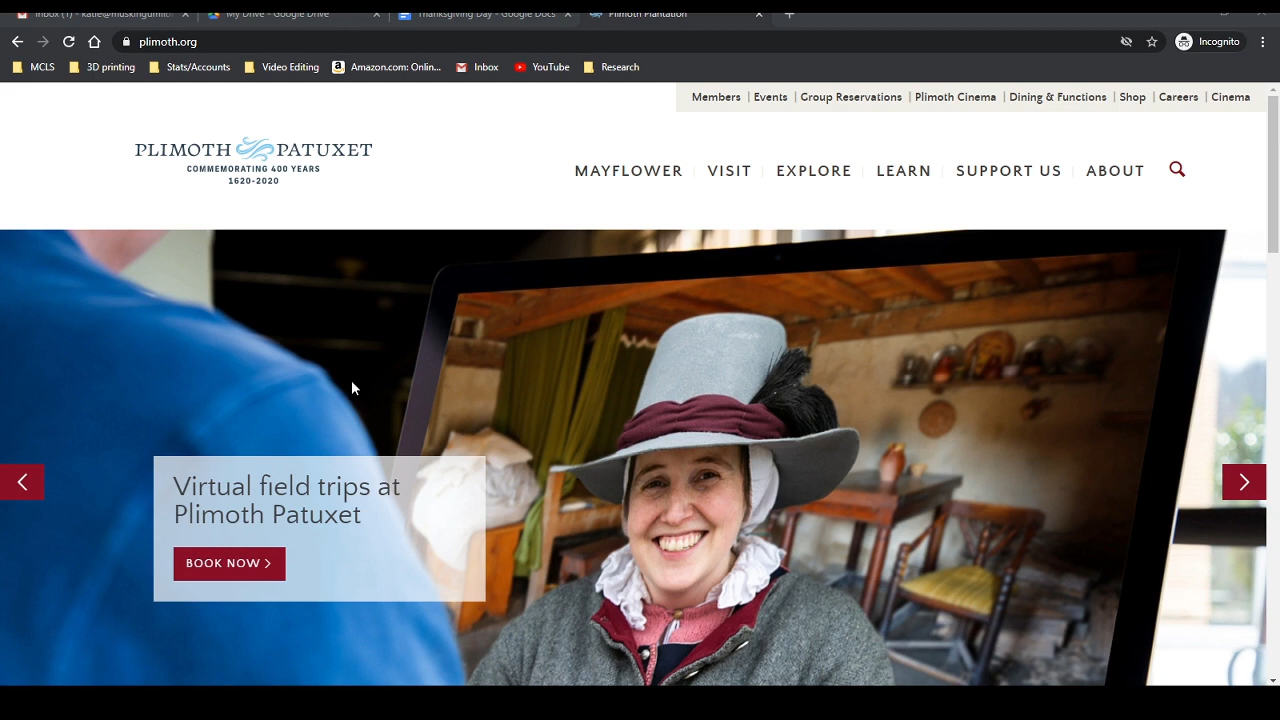 Inbox (1) - katie@muskingumlib
My Drive - Google Drive
Thanksgiving Day - Google Docs
Plimoth Plantation
plimoth.org
Incognito
MCLS
3D printing
Stats/Accounts
Video Editing
Amazon.com: Onlin...
Inbox
YouTube
Research
Members | Events | Group Reservations | Plimoth Cinema | Dining & Functions | Shop | Careers | Cinema
PLIMOTH PATUXET
COMMEMORATING 400 YEARS
1620-2020
MAYFLOWER VISIT EXPLORE LEARN SUPPORT US ABOUT
Virtual field trips at
Plimoth Patuxet
BOOK NOW >